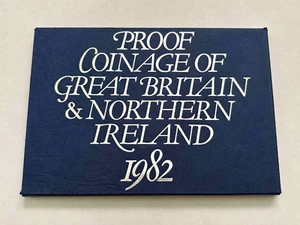 PROOF
COINAGE OF
GREAT BRITAIN
& NORTHERN
IRELAND
1982